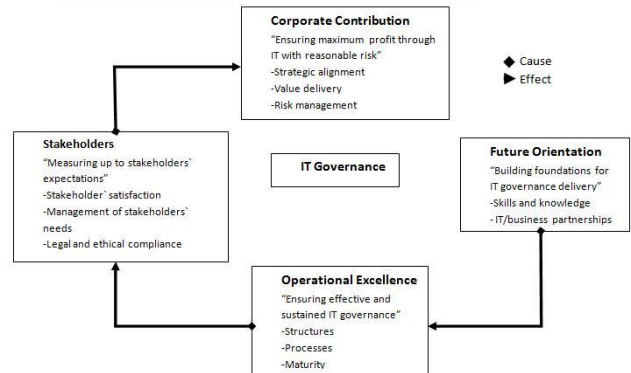 Corporate Contribution
“Ensuring maximum profit through
IT with reasonable risk”
-Strategic alignment
-Value delivery
-Risk management
Cause
Effect
Stakeholders
“Measuring up to stakeholders`
expectations”
-Stakeholder` satisfaction
-Management of stakeholders`
needs
-Legal and ethical compliance
IT Governance
Future Orientation
“Building foundations for
IT governance delivery”
-Skills and knowledge
- IT/business partnerships
Operational Excellence
“Ensuring effective and
sustained IT governance”
-Structures
-Processes
-Maturity